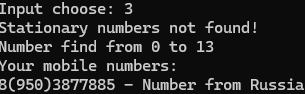 Input choose: 3
Stationary numbers not found!
Number find from 0 to 13
Your mobile numbers:
8(950)3877885 - Number from Russia